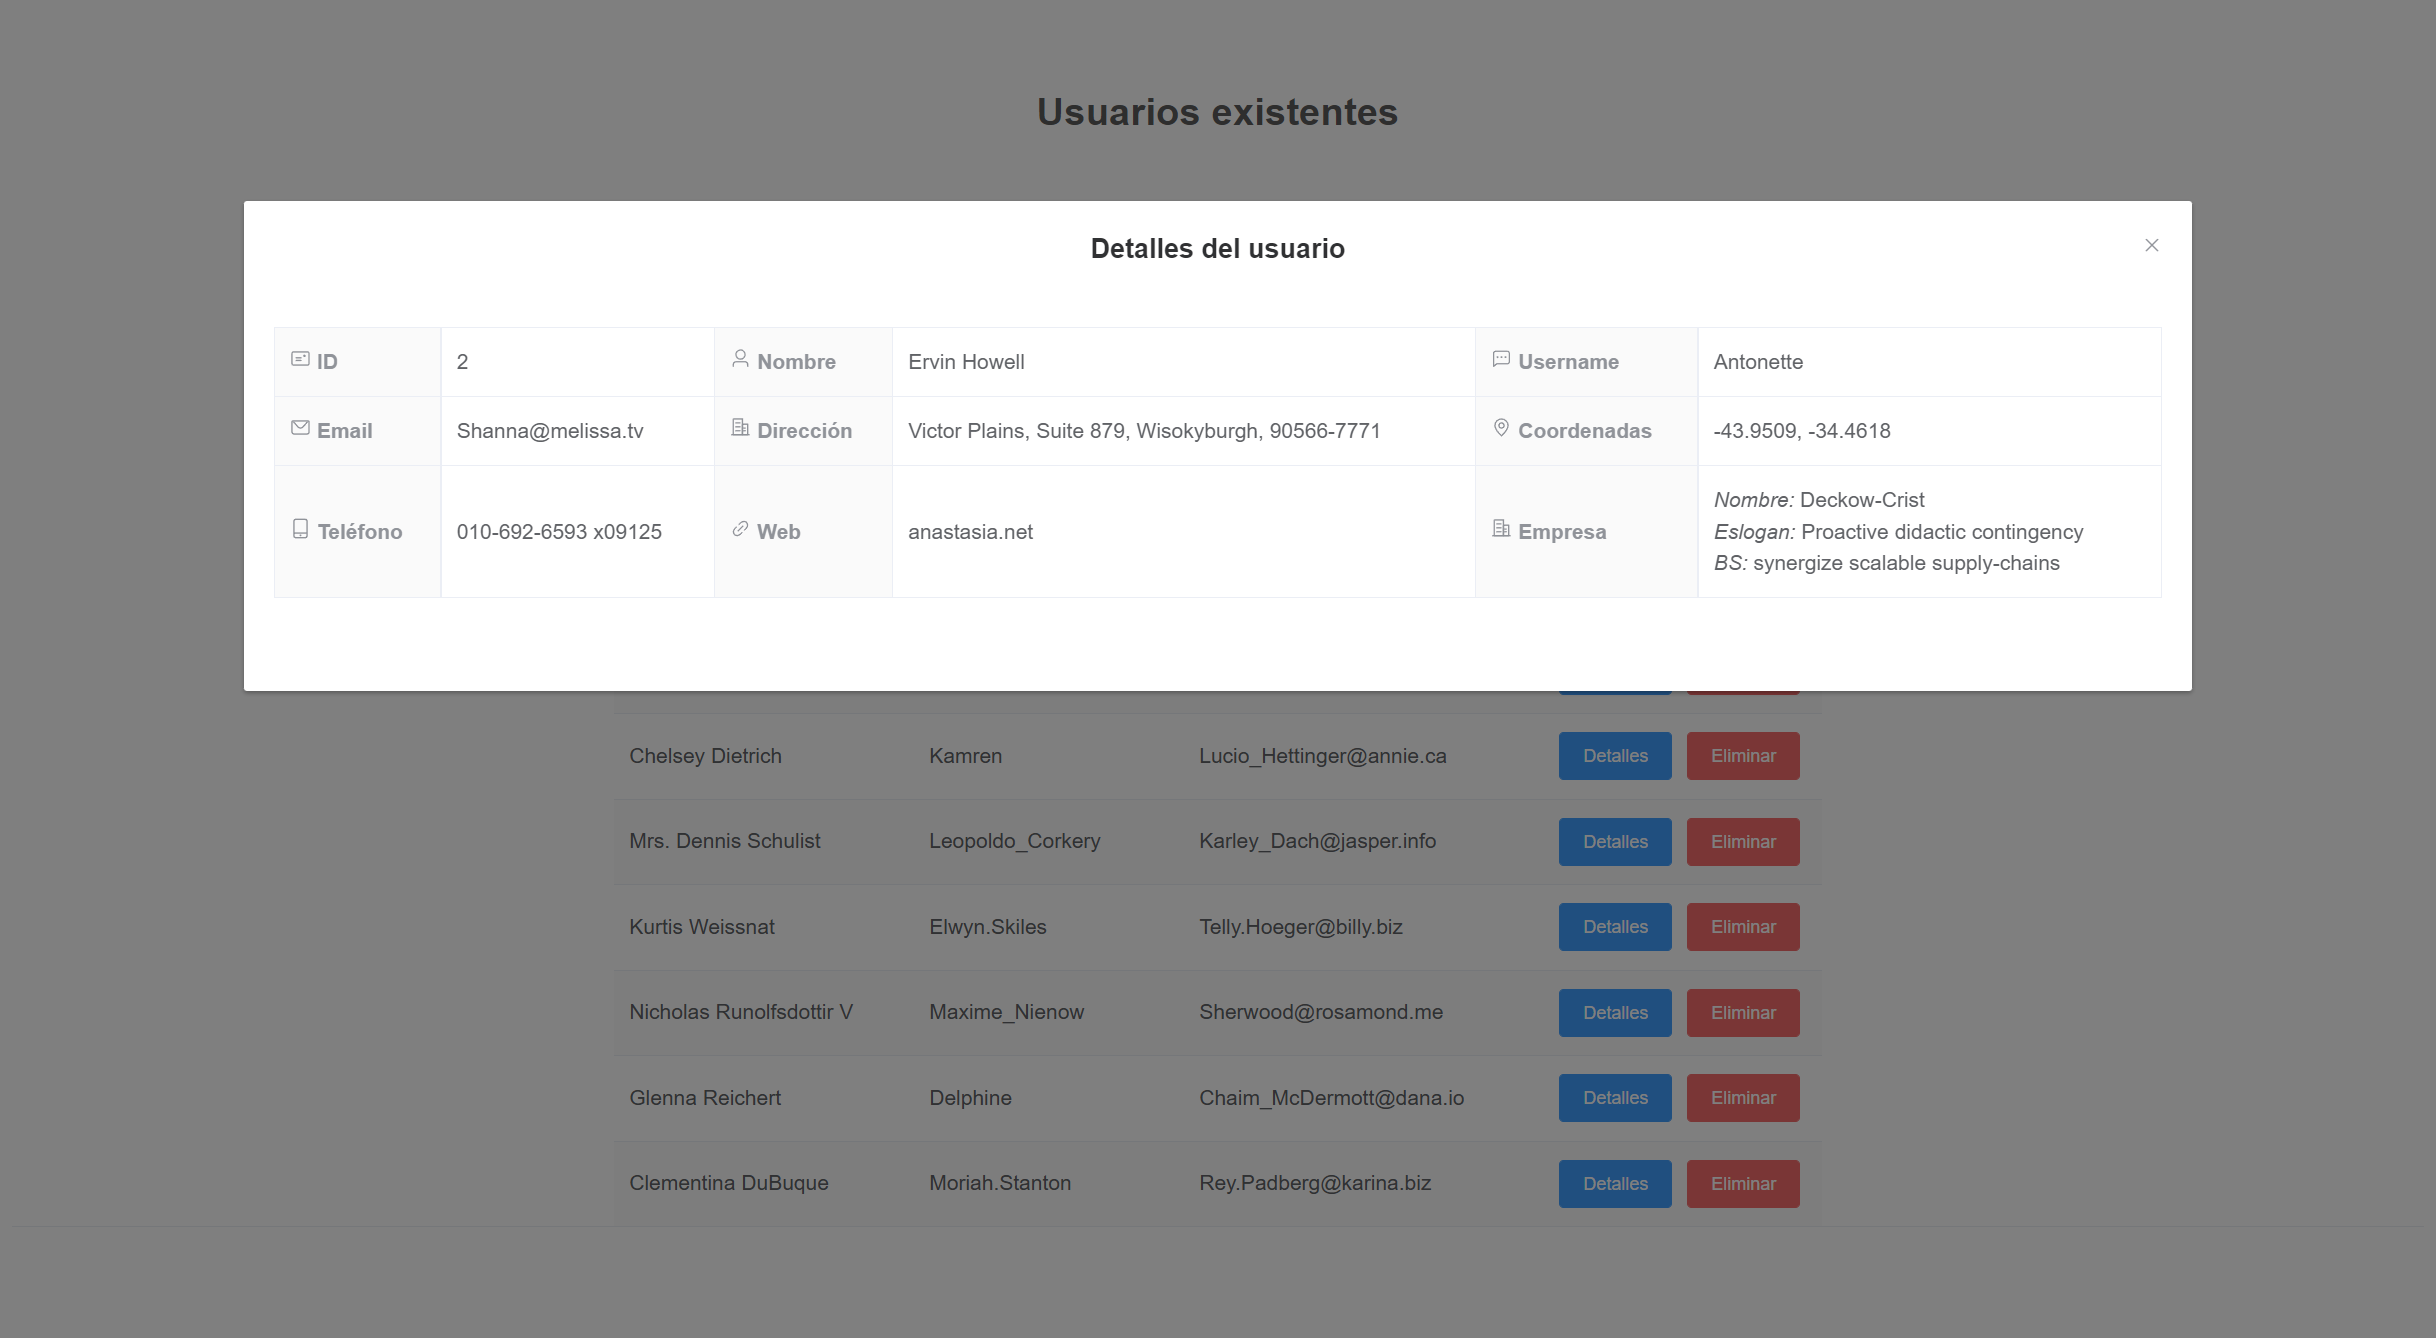 Usuarios existentes
Detalles del usuario
ID 2 Nombre Ervin Howell Username Antonette
Email Shanna@melissa.tv Dirección Victor Plains, Suite 879, Wisokyburgh, 90566-7771 Coordenadas -43.9509, -34.4618
Teléfono 010-692-6593 x09125 Web anastasia.net Empresa Nombre: Deckow-Crist
Eslogan: Proactive didactic contingency
BS: synergize scalable supply-chains
Chelsey Dietrich Kamren Lucio_Hettinger@annie.ca Detalles Eliminar
Mrs. Dennis Schulist Leopoldo_Corkery Karley_Dach@jasper.info Detalles Eliminar
Kurtis Weissnat Elwyn.Skiles Telly.Hoeger@billy.biz Detalles Eliminar
Nicholas Runolfsdottir V Maxime_Nienow Sherwood@rosamond.me Detalles Eliminar
Glenna Reichert Delphine Chaim_McDermott@dana.io Detalles Eliminar
Clementina DuBuque Moriah.Stanton Rey.Padberg@karina.biz Detalles Eliminar